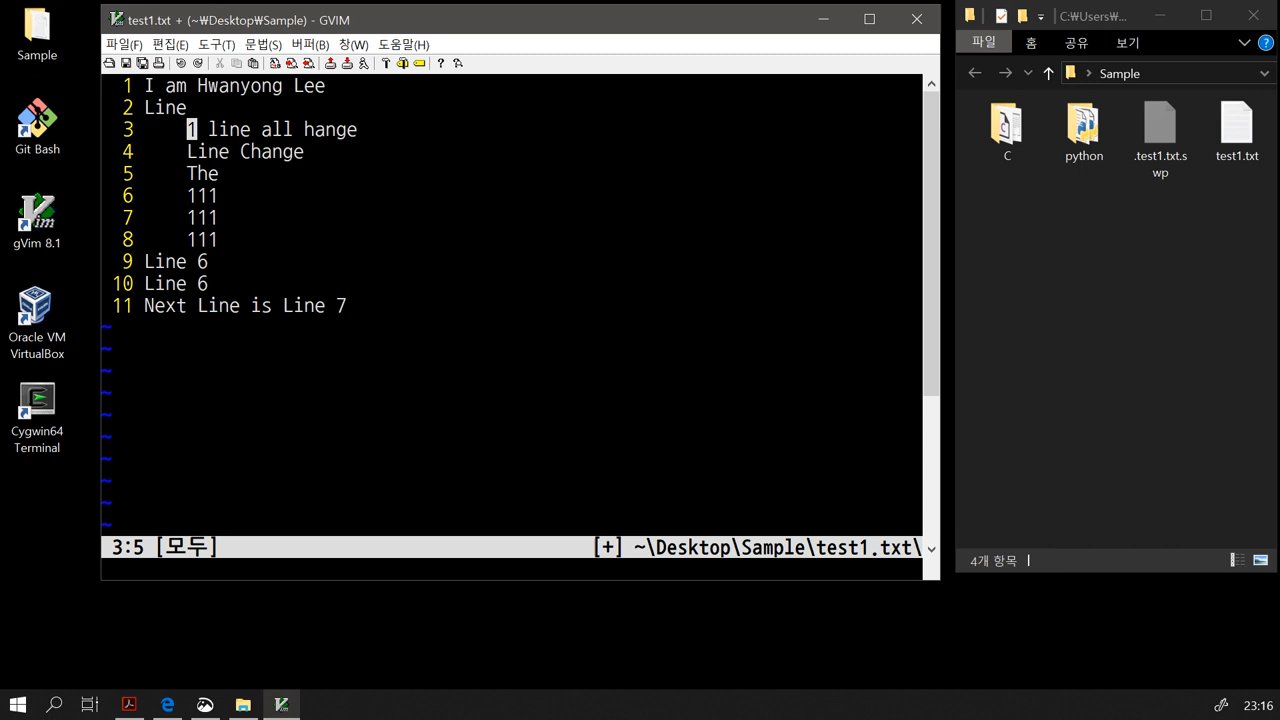 Sample
Git Bash
gVim 8.1
Oracle VM
VirtualBox
Cygwin64
Terminal
test1.txt + (~₩Desktop₩Sample) - GVIM
파일(F) 편집(E) 도구(T) 문법(S) 버퍼(B) 창(W) 도움말(H)
1 I am Hwanyong Lee
2 Line
3 1 line all hange
4 Line Change
5 The
6 111
7 111
8 111
9 Line 6
10 Line 6
11 Next Line is Line 7
~
~
~
~
~
~
~
~
~
~
3:5 [모두] [+] ~\Desktop\Sample\test1.txt\
C:₩Users₩...
파일 홈 공유 보기
Sample
C
python
.test1.txt.s
wp
test1.txt
4개 항목
23:16